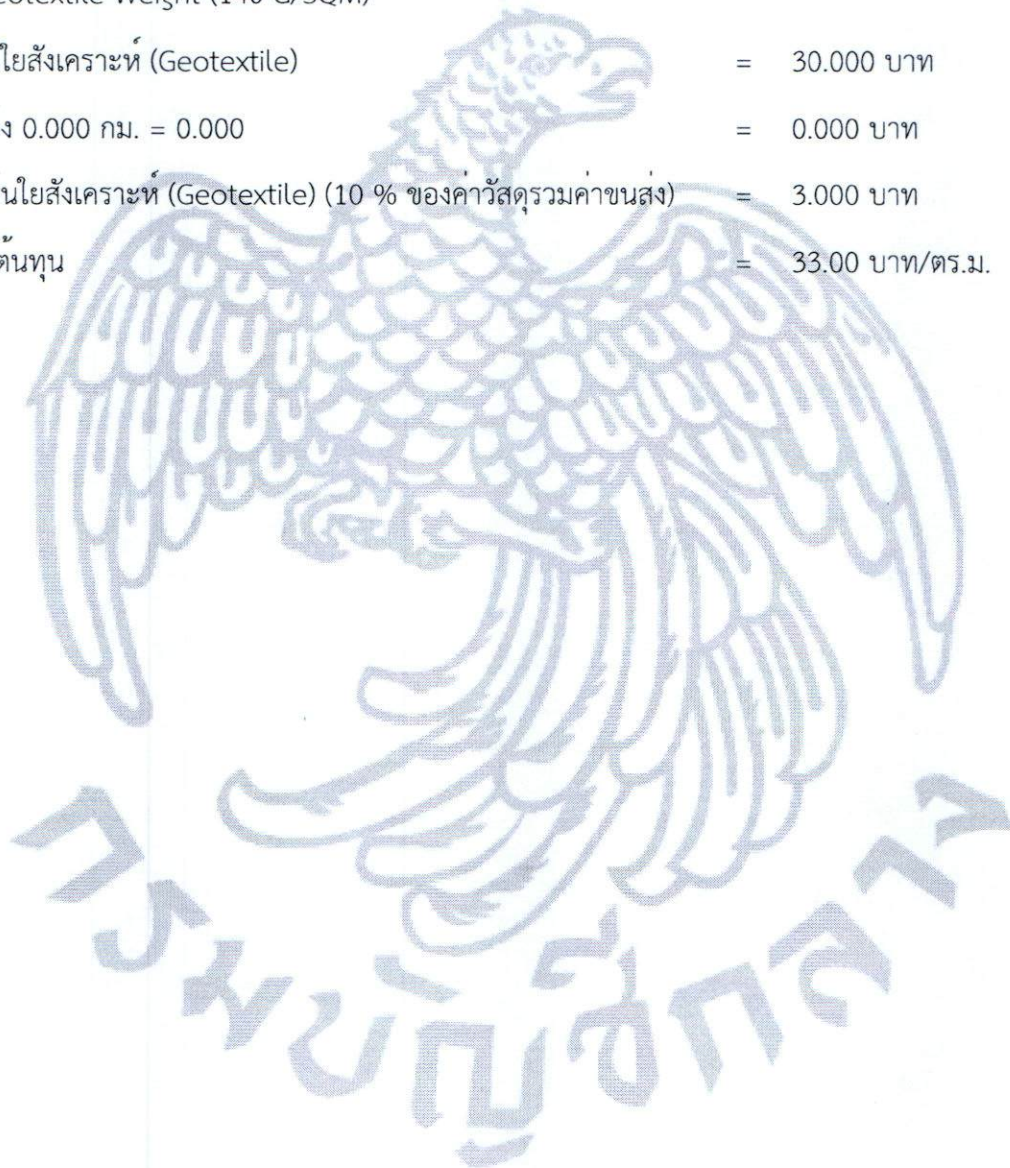 eotextile Weight (140 G/SQM)
ใยสังเคราะห์ (Geotextile) = 30.000 บาท
ง 0.000 กม. = 0.000 = 0.000 บาท
นใยสังเคราะห์ (Geotextile) (10 % ของค่าวัสดุรวมค่าขนส่ง) = 3.000 บาท
ต้นทุน = 33.00 บาท/ตร.ม.
กรมบัญชีกลาง